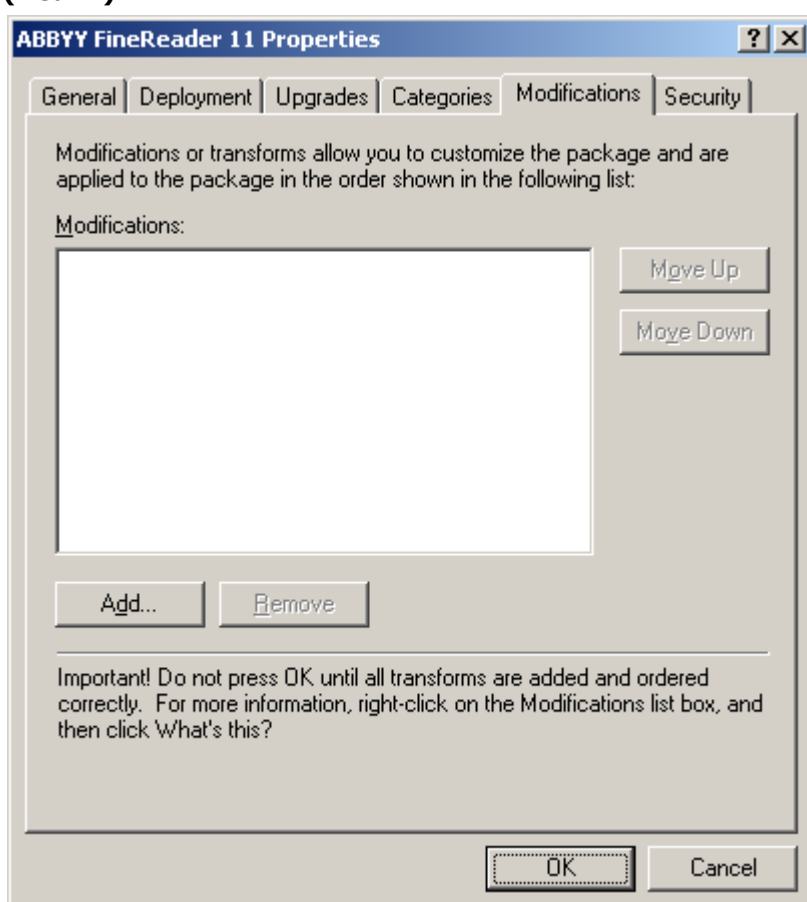 ABBYY FineReader 11 Properties
General Deployment Upgrades Categories Modifications Security
Modifications or transforms allow you to customize the package and are
applied to the package in the order shown in the following list:
Modifications:
Move Up
Move Down
Add... Remove
Important! Do not press OK until all transforms are added and ordered
correctly. For more information, right-click on the Modifications list box, and
then click What's this?
OK Cancel